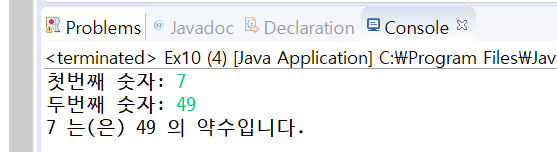 Problems @ Javadoc Declaration Console
<terminated> Ex10 (4) [Java Application] C:₩Program Files₩Jav
첫번째 숫자: 7
두번째 숫자: 49
7 는(은) 49 의 약수입니다.